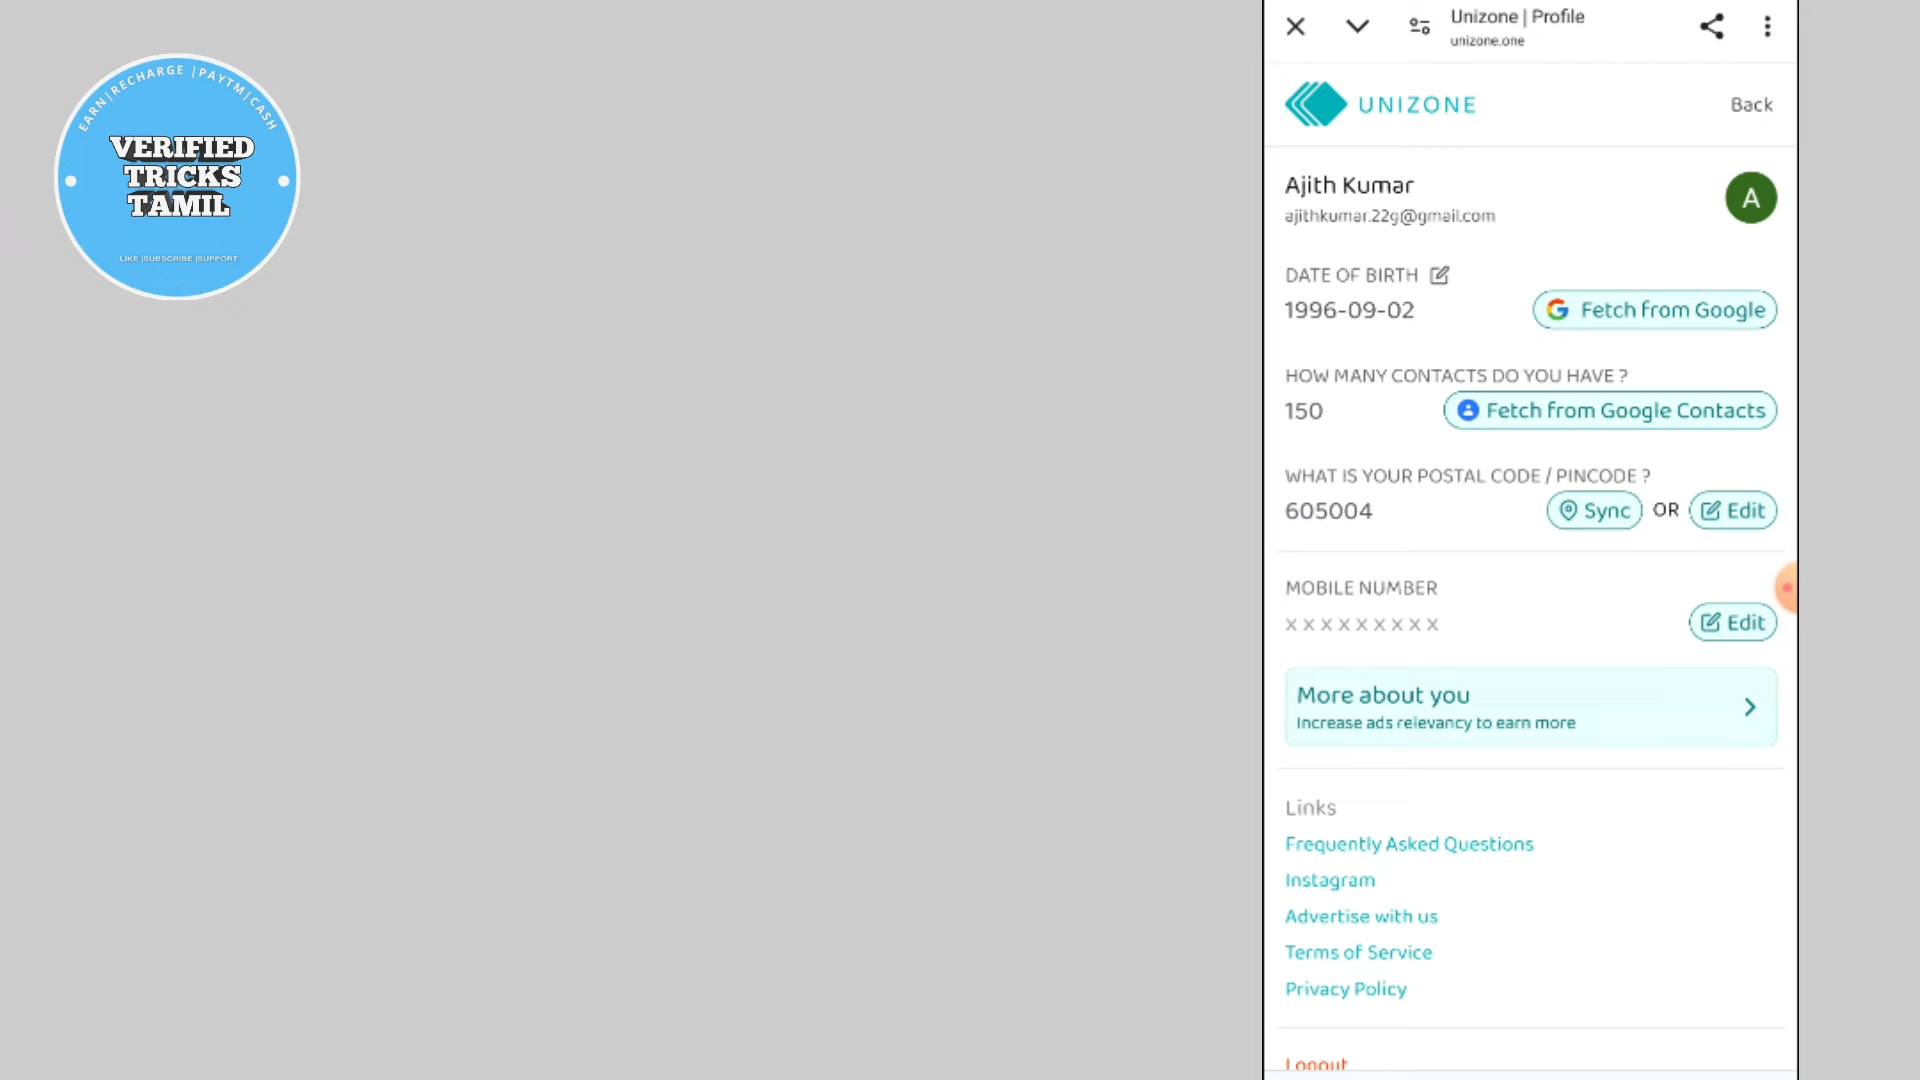 EARN|RECHARGE |PAYTM|CASH
VERIFIED
TRICKS
TAMIL
LIKE |SUBSCRIBE |SUPPORT
Unizone | Profile
unizone.one
UNIZONE
Back
Ajith Kumar
ajithkumar.22g@gmail.com
A
DATE OF BIRTH
1996-09-02
Fetch from Google
HOW MANY CONTACTS DO YOU HAVE ?
150
Fetch from Google Contacts
WHAT IS YOUR POSTAL CODE / PINCODE ?
605004
Sync OR Edit
MOBILE NUMBER
x x x x x x x x x
Edit
More about you
Increase ads relevancy to earn more
Links
Frequently Asked Questions
Instagram
Advertise with us
Terms of Service
Privacy Policy
Logout